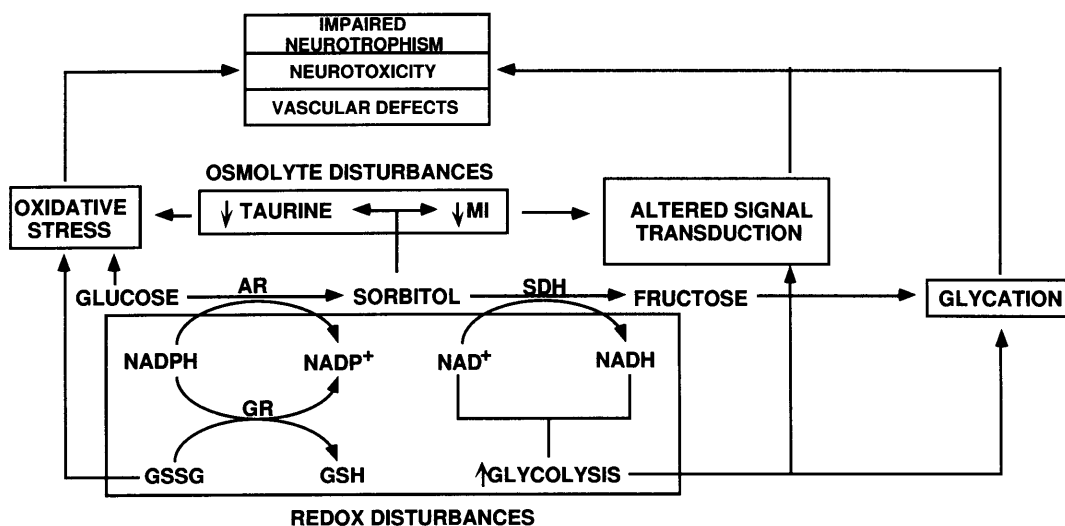 IMPAIRED
NEUROTROPHISM
NEUROTOXICITY
VASCULAR DEFECTS
OSMOLYTE DISTURBANCES
OXIDATIVE
STRESS
↓ TAURINE
↓ MI
ALTERED SIGNAL
TRANSDUCTION
GLUCOSE
AR
SORBITOL
SDH
FRUCTOSE
GLYCATION
NADPH
NADP⁺
NAD⁺
NADH
GR
GSSG
GSH
↑GLYCOLYSIS
REDOX DISTURBANCES